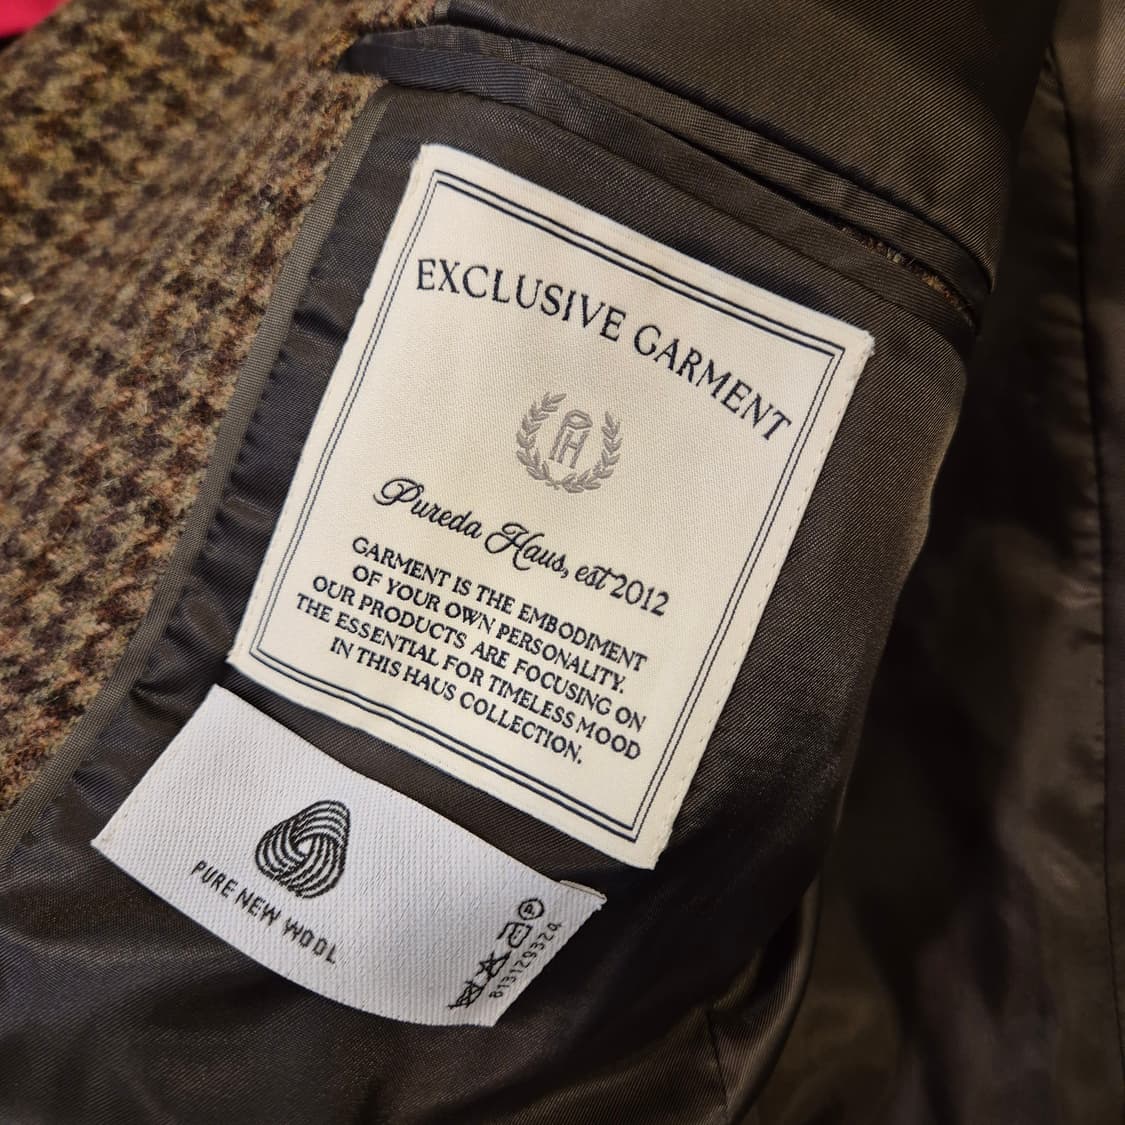 EXCLUSIVE GARMENT
PH
Pureda Haus, est 2012
GARMENT IS THE EMBODIMENT
OF YOUR OWN PERSONALITY.
OUR PRODUCTS ARE FOCUSING ON
THE ESSENTIAL FOR TIMELESS MOOD
IN THIS HAUS COLLECTION.
PURE NEW WOOL
P
813129324